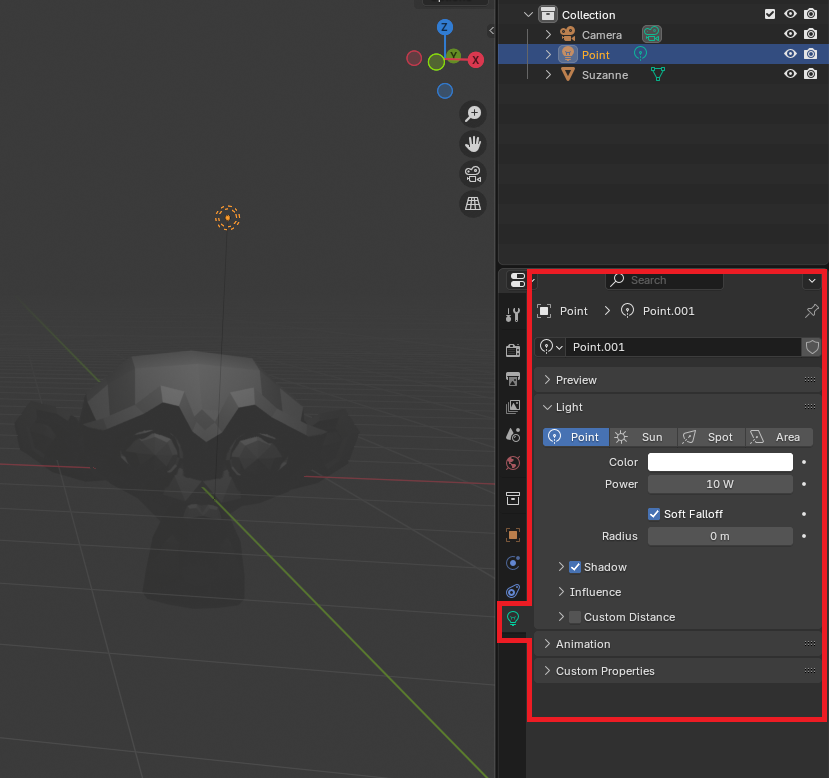 Collection
Camera
Point
Suzanne
Z
Y
X
Search
Point > Point.001
Point.001
Preview
Light
Point Sun Spot Area
Color
Power 10 W
Soft Falloff
Radius 0 m
Shadow
Influence
Custom Distance
Animation
Custom Properties